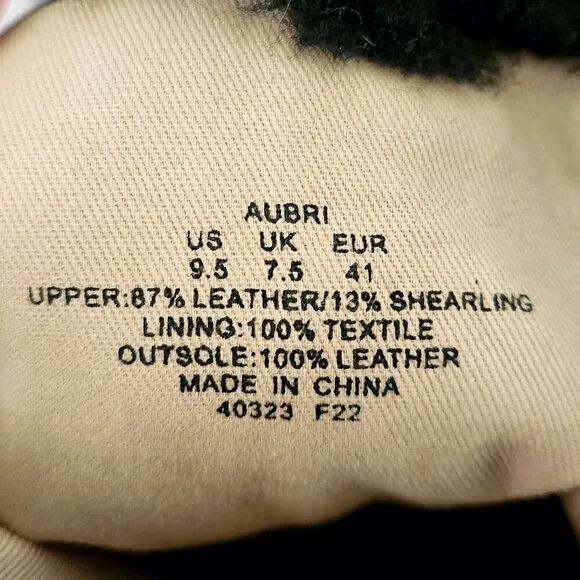 AUBRI
US UK EUR
9.5 7.5 41
UPPER:87% LEATHER/13% SHEARLING
LINING:100% TEXTILE
OUTSOLE:100% LEATHER
MADE IN CHINA
40323 F22